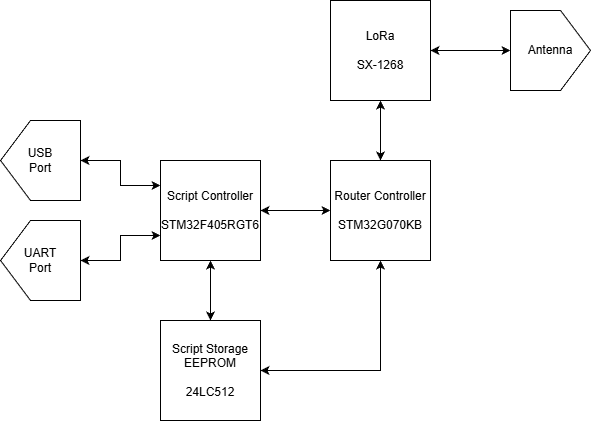 LoRa
SX-1268
Antenna
USB
Port
Script Controller
STM32F405RGT6
Router Controller
STM32G070KB
UART
Port
Script Storage
EEPROM
24LC512